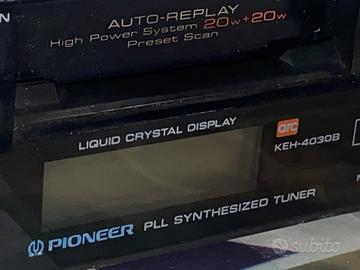 AUTO-REPLAY
High Power System 20W+20W
Preset Scan
LIQUID CRYSTAL DISPLAY
arc
KEH-4030B
PIONEER PLL SYNTHESIZED TUNER
subito